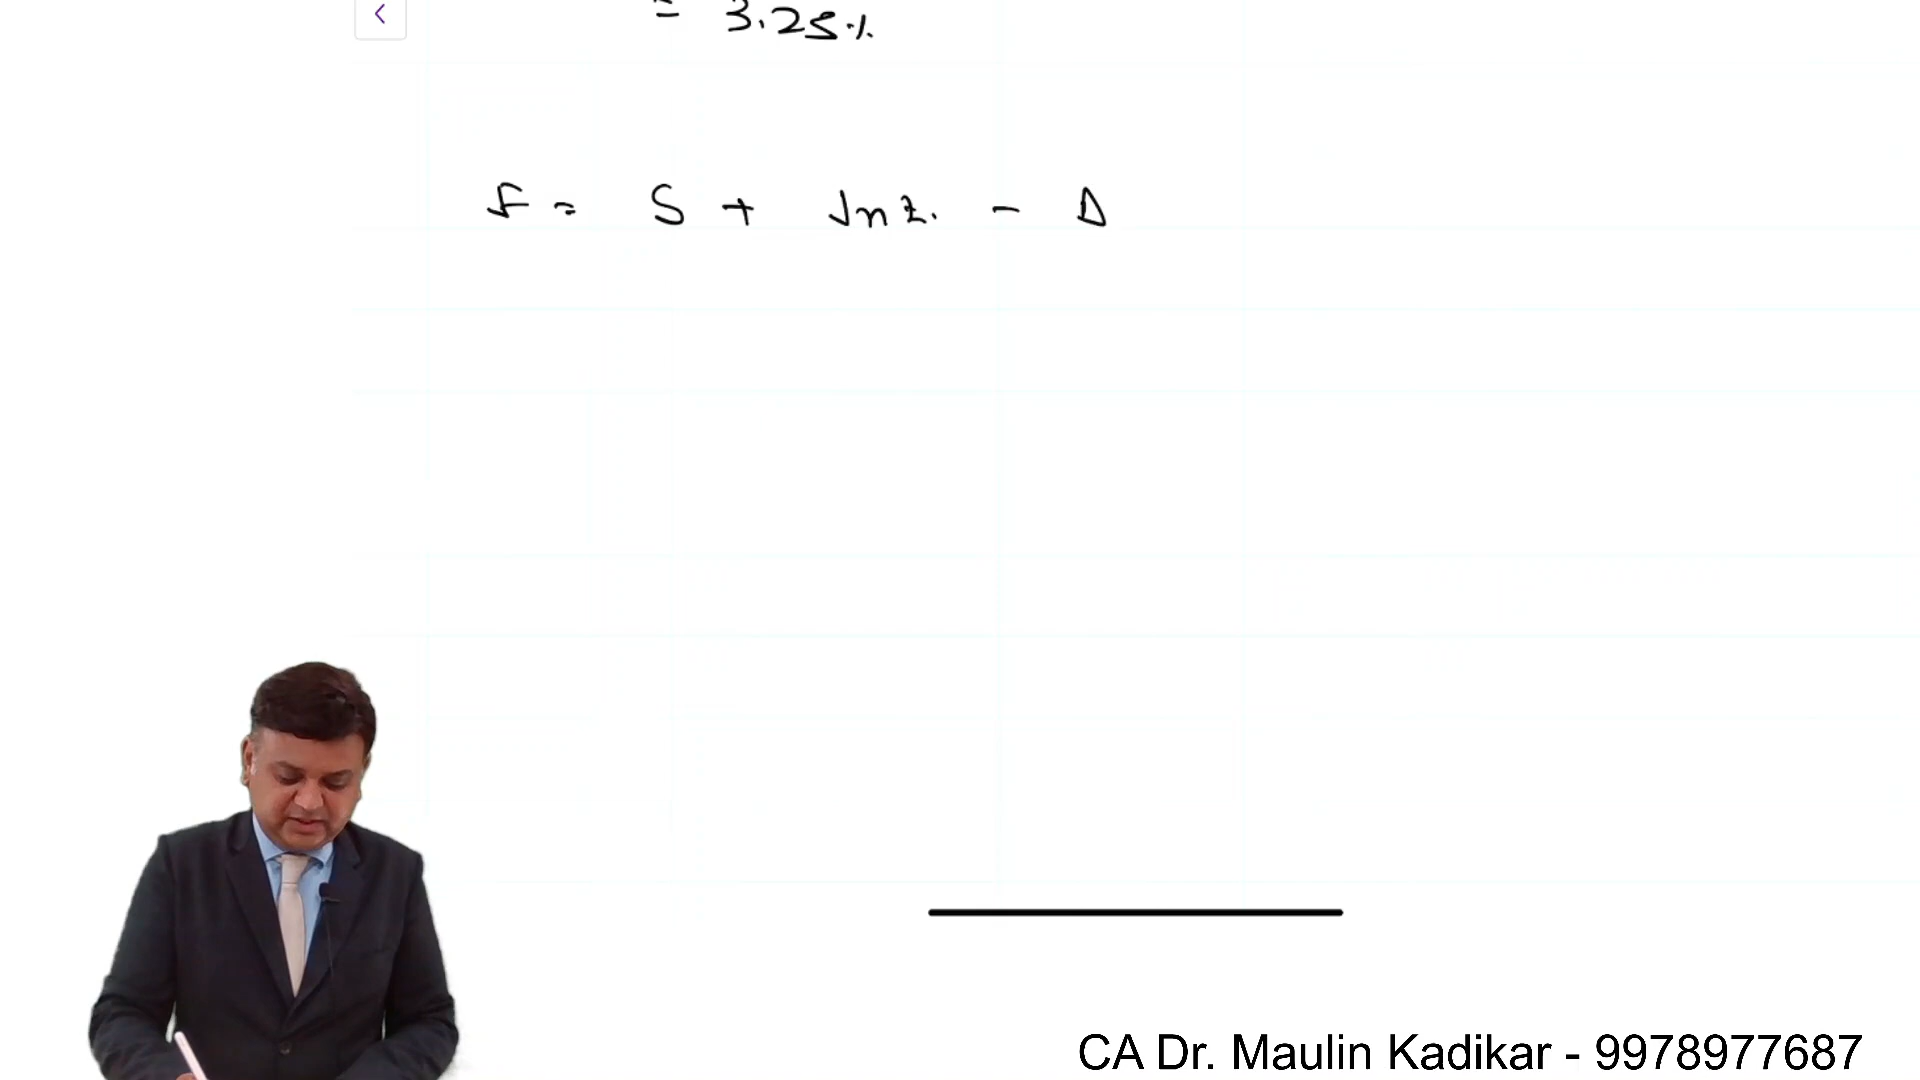 = 3.25%
F = S + Int. - D
CA Dr. Maulin Kadikar - 9978977687